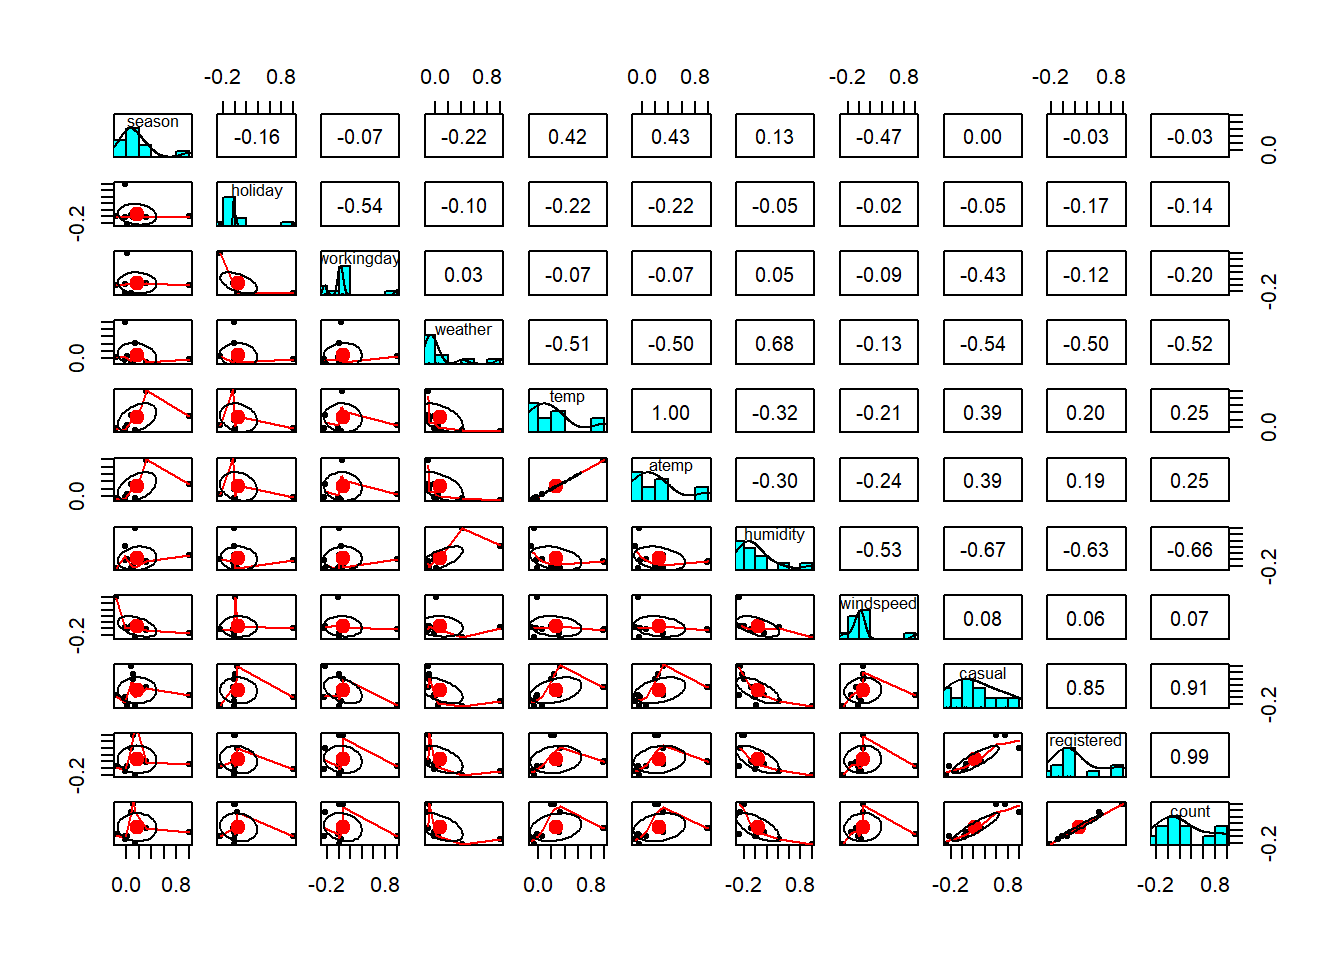 -0.2 0.8 0.0 0.8 0.0 0.8 -0.2 0.8 -0.2 0.8
season -0.16 -0.07 -0.22 0.42 0.43 0.13 -0.47 0.00 -0.03 -0.03 0.0
-0.2 holiday -0.54 -0.10 -0.22 -0.22 -0.05 -0.02 -0.05 -0.17 -0.14
workingday 0.03 -0.07 -0.07 0.05 -0.09 -0.43 -0.12 -0.20 -0.2
0.0 weather -0.51 -0.50 0.68 -0.13 -0.54 -0.50 -0.52
temp 1.00 -0.32 -0.21 0.39 0.20 0.25 0.0
0.0 atemp -0.30 -0.24 0.39 0.19 0.25
humidity -0.53 -0.67 -0.63 -0.66 -0.2
-0.2 windspeed 0.08 0.06 0.07
casual 0.85 0.91 -0.2
-0.2 registered 0.99
count -0.2
0.0 0.8 -0.2 0.8 0.0 0.8 -0.2 0.8 -0.2 0.8 -0.2 0.8